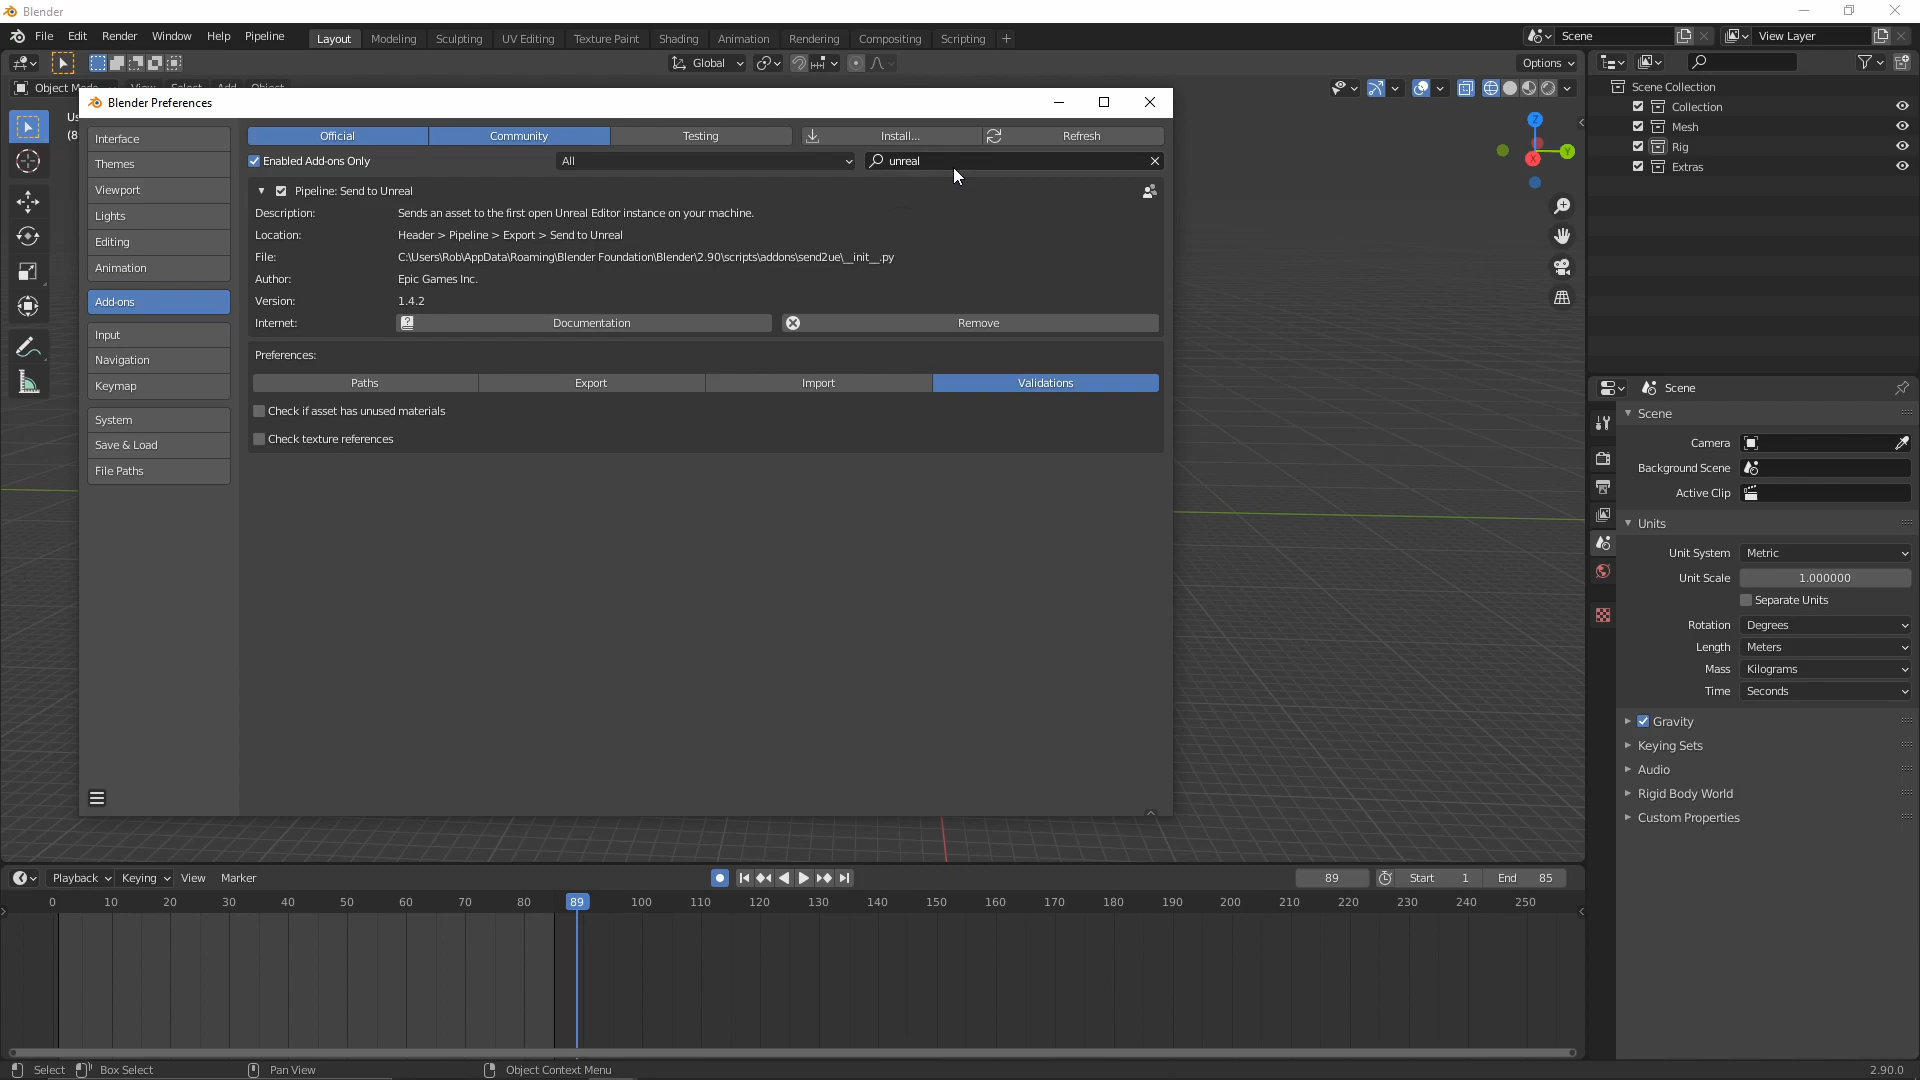 Blender
File Edit Render Window Help Pipeline Layout Modeling Sculpting UV Editing Texture Paint Shading Animation Rendering Compositing Scripting + Scene View Layer
Global Options
Object Mode View Select Add Object
Us
(8
Blender Preferences
Interface
Themes
Viewport
Lights
Editing
Animation
Add-ons
Input
Navigation
Keymap
System
Save & Load
File Paths
Official Community Testing Install... Refresh
Enabled Add-ons Only All unreal
Pipeline: Send to Unreal
Description: Sends an asset to the first open Unreal Editor instance on your machine.
Location: Header > Pipeline > Export > Send to Unreal
File: C:\Users\Rob\AppData\Roaming\Blender Foundation\Blender\2.90\scripts\addons\send2ue\__init__.py
Author: Epic Games Inc.
Version: 1.4.2
Internet: Documentation Remove
Preferences:
Paths Export Import Validations
Check if asset has unused materials
Check texture references
Z
Y
X
Scene Collection
Collection
Mesh
Rig
Extras
Scene
Scene
Camera
Background Scene
Active Clip
Units
Unit System Metric
Unit Scale 1.000000
Separate Units
Rotation Degrees
Length Meters
Mass Kilograms
Time Seconds
Gravity
Keying Sets
Audio
Rigid Body World
Custom Properties
Playback Keying View Marker 89 Start 1 End 85
0 10 20 30 40 50 60 70 80 89 100 110 120 130 140 150 160 170 180 190 200 210 220 230 240 250
Select Box Select Pan View Object Context Menu 2.90.0